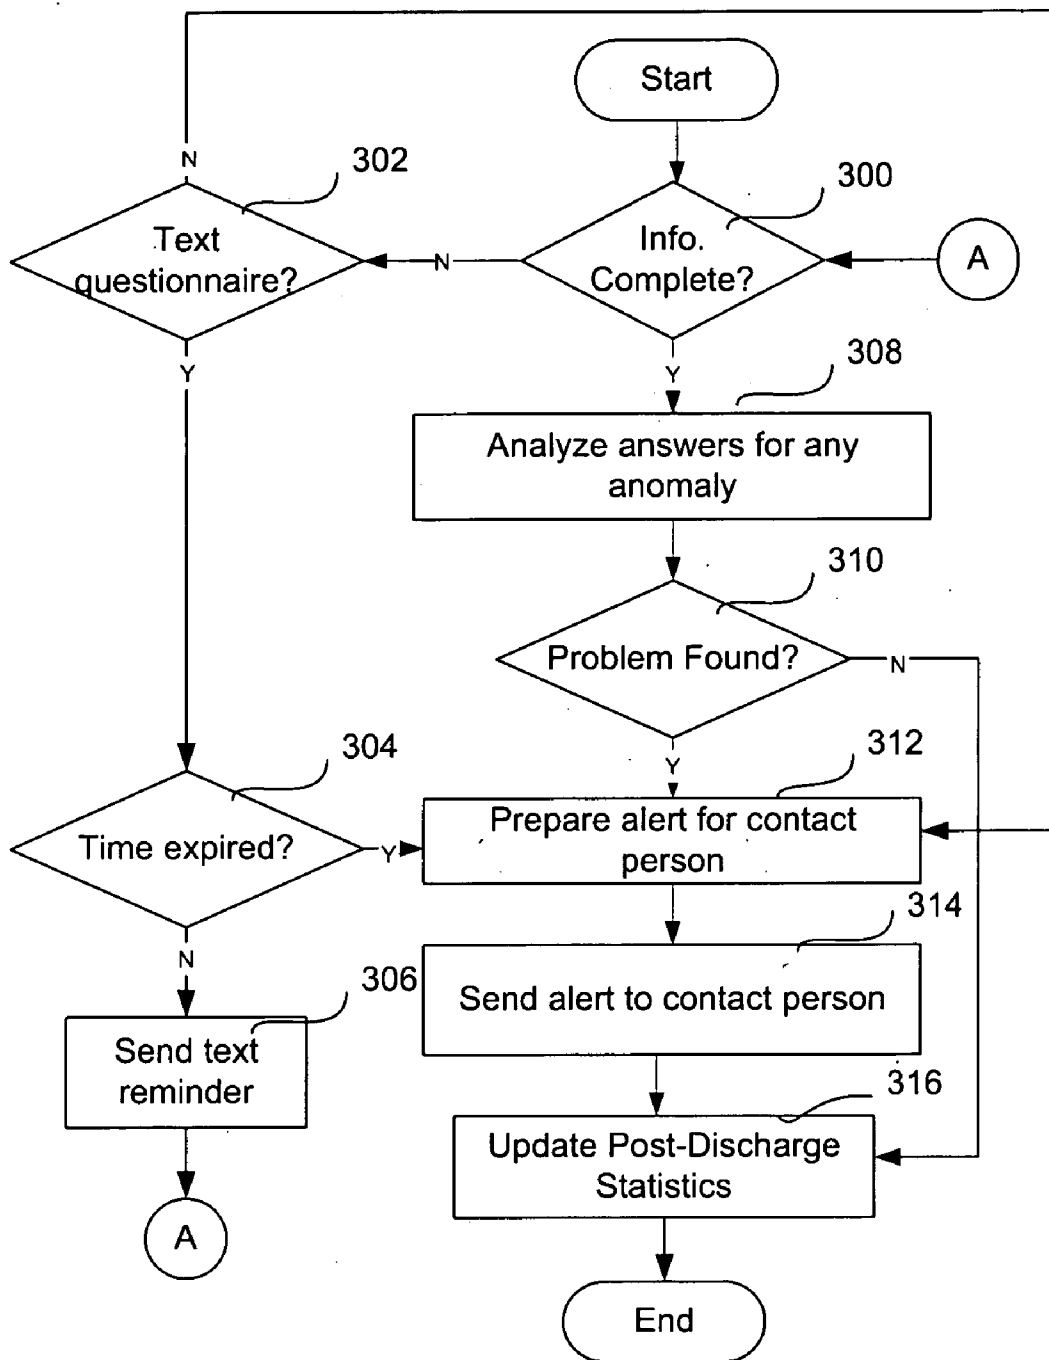 Start
N
302
300
Text
questionnaire?
N
Info.
Complete?
A
Y
Y
308
Analyze answers for any
anomaly
310
Problem Found?
N
304
Y
312
Time expired?
Y
Prepare alert for contact
person
314
N
306
Send alert to contact person
Send text
reminder
316
Update Post-Discharge
Statistics
A
End